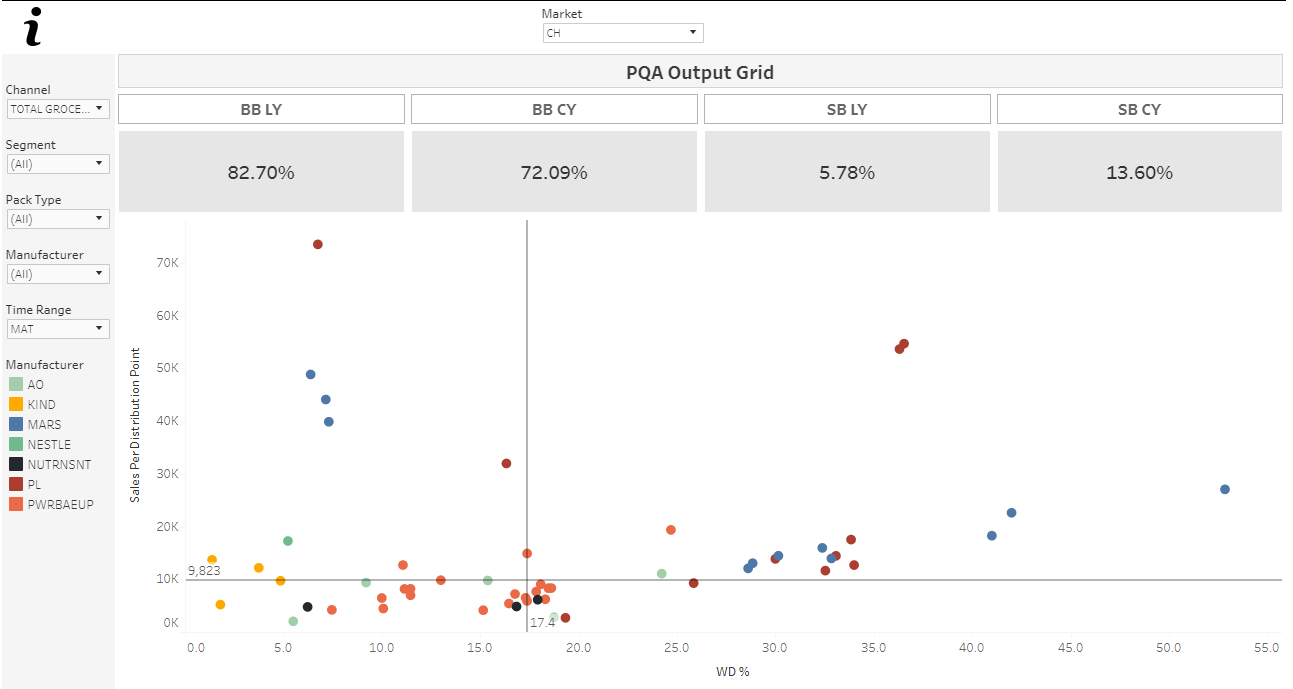 i
Market
CH
PQA Output Grid
Channel
TOTAL GROCE...
Segment
(All)
Pack Type
(All)
Manufacturer
(All)
Time Range
MAT
Manufacturer
AO
KIND
MARS
NESTLE
NUTRNSNT
PL
PWRBAEUP
BB LY
BB CY
SB LY
SB CY
82.70%
72.09%
5.78%
13.60%
Sales Per Distribution Point
70K
60K
50K
40K
30K
20K
10K
0K
9,823
17.4
0.0
5.0
10.0
15.0
20.0
25.0
30.0
35.0
40.0
45.0
50.0
55.0
WD %